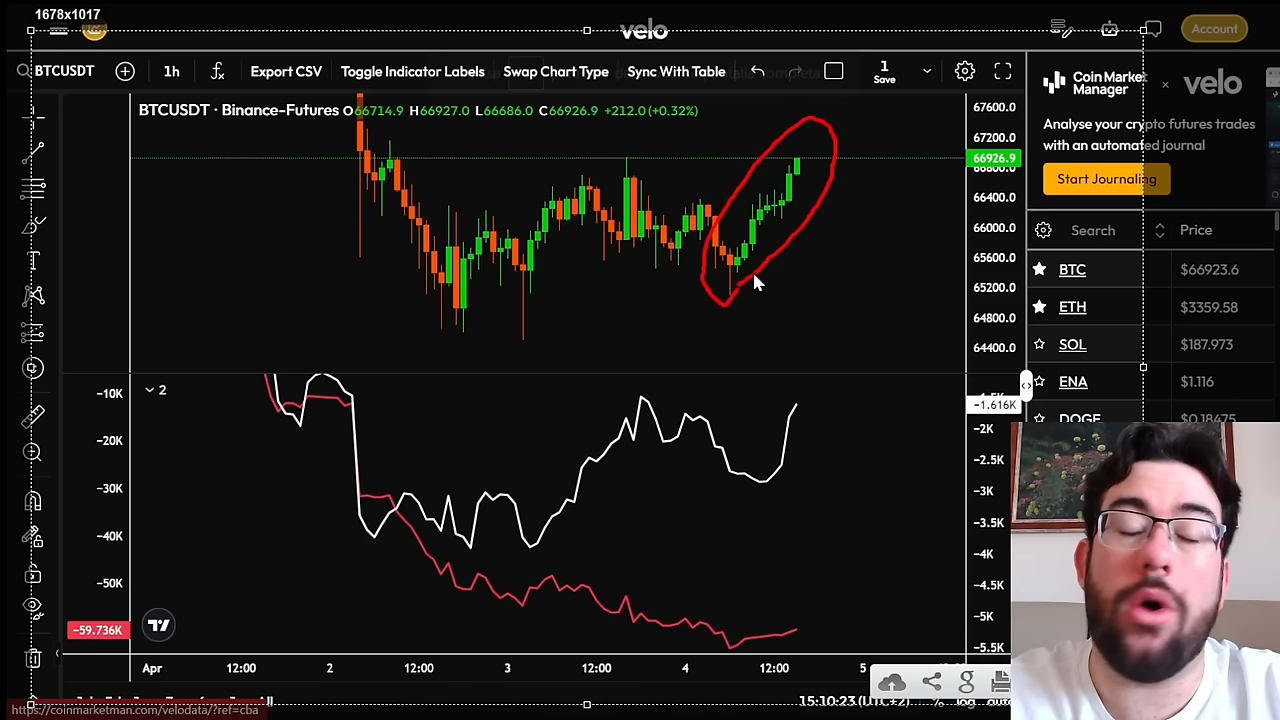 1678x1017
velo
Account
BTCUSDT
1h
Export CSV
Toggle Indicator Labels
Swap Chart Type
Sync With Table
1
Save
BTCUSDT · Binance-Futures O66714.9 H66927.0 L66686.0 C66926.9 +212.0 (+0.32%)
67600.0
67200.0
66926.9
66800.0
66400.0
66000.0
65600.0
65200.0
64800.0
64400.0
Coin Market
Manager
×
velo
Analyse your crypto futures trades
with an automated journal
Start Journaling
Search
Price
BTC
$66923.6
ETH
$3359.58
SOL
$187.973
ENA
$1.116
DOGE
$0.18475
2
−10K
−20K
−30K
−40K
−50K
−59.736K
−1.616K
−2K
−2.5K
−3K
−3.5K
−4K
−4.5K
−5K
−5.5K
Apr
12:00
2
12:00
3
12:00
4
12:00
5
15:10:23 (UTC+2)
%
log
https://coinmarketman.com/velodata/?ref=cba